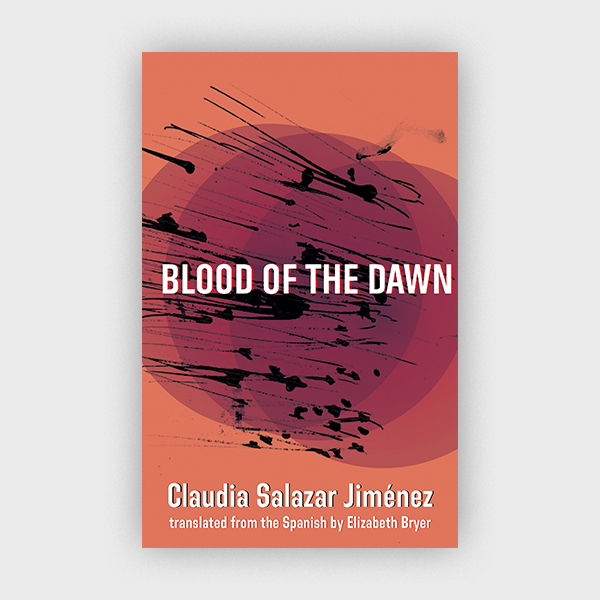 BLOOD OF THE DAWN
Claudia Salazar Jiménez
translated from the Spanish by Elizabeth Bryer